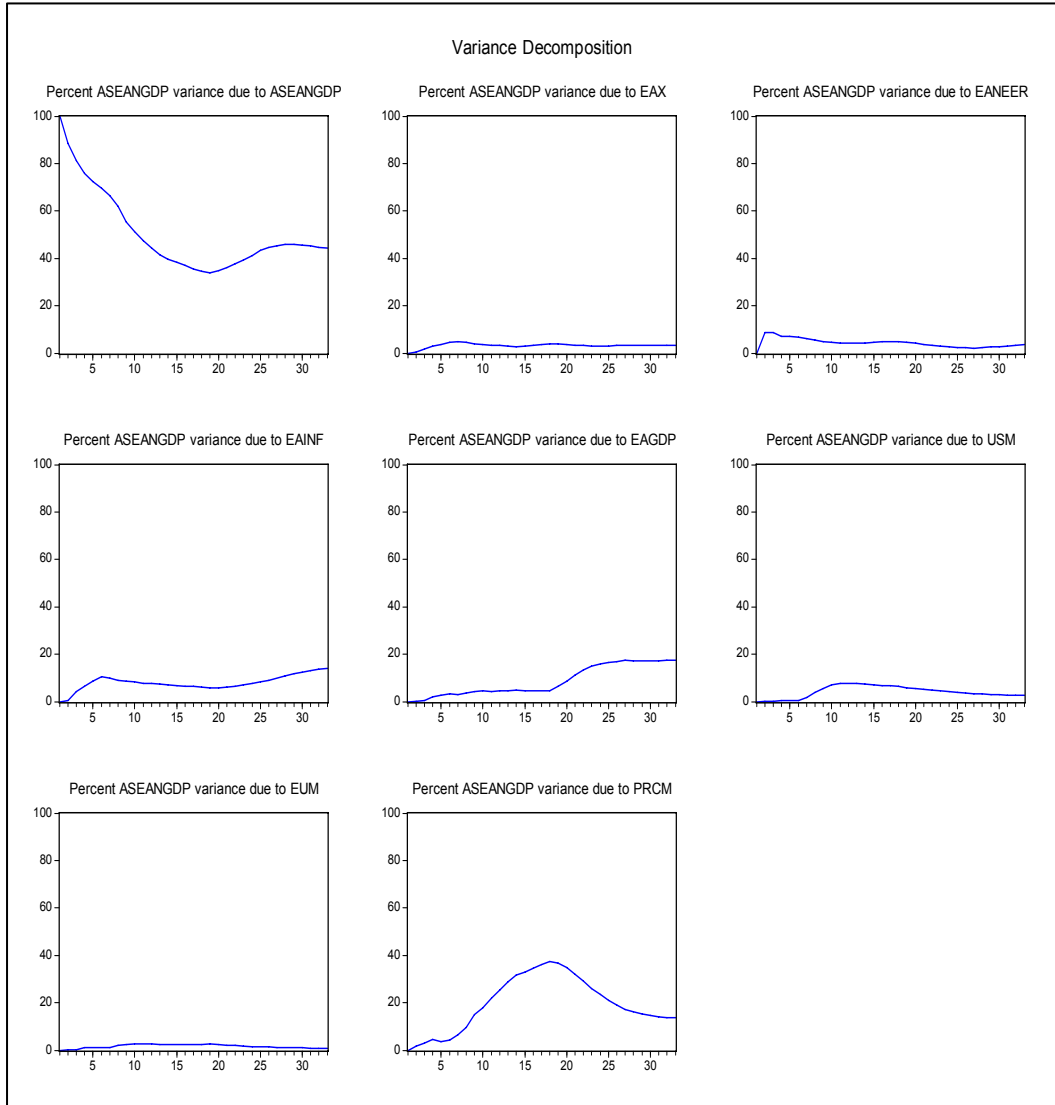 Variance Decomposition
Percent ASEANGDP variance due to ASEANGDP
100
80
60
40
20
0
5 10 15 20 25 30
Percent ASEANGDP variance due to EAX
100
80
60
40
20
0
5 10 15 20 25 30
Percent ASEANGDP variance due to EANEER
100
80
60
40
20
0
5 10 15 20 25 30
Percent ASEANGDP variance due to EAINF
100
80
60
40
20
0
5 10 15 20 25 30
Percent ASEANGDP variance due to EAGDP
100
80
60
40
20
0
5 10 15 20 25 30
Percent ASEANGDP variance due to USM
100
80
60
40
20
0
5 10 15 20 25 30
Percent ASEANGDP variance due to EUM
100
80
60
40
20
0
5 10 15 20 25 30
Percent ASEANGDP variance due to PRCM
100
80
60
40
20
0
5 10 15 20 25 30